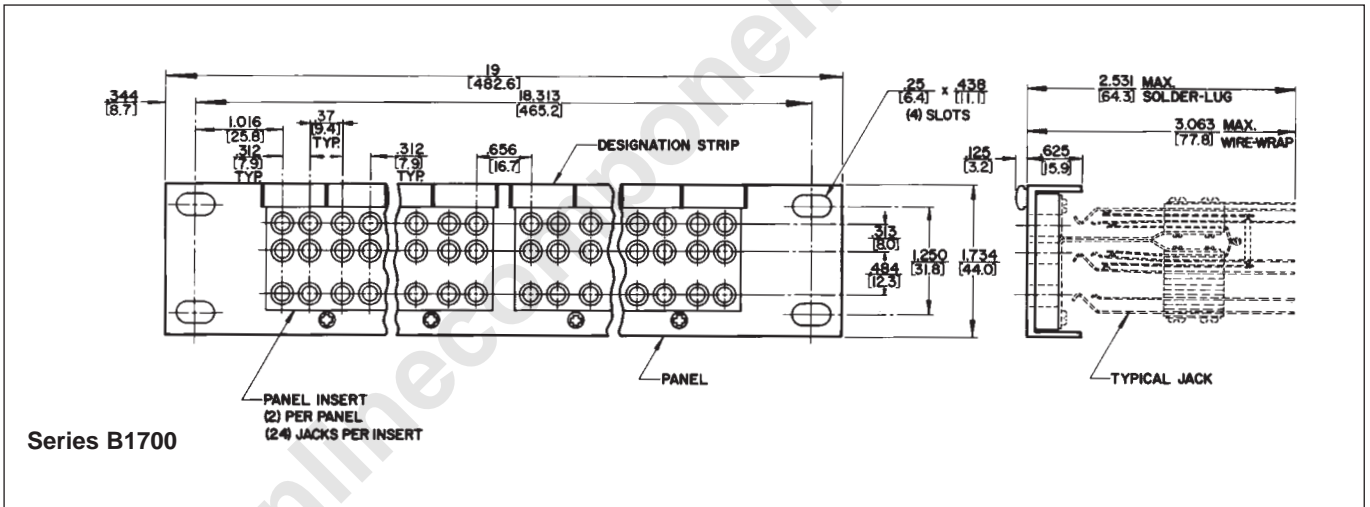 19
[482.6]
.344
[8.7]
18.313
[465.2]
.25 x .438
[6.4] [11.1]
(4) SLOTS
2.531 MAX.
[64.3] SOLDER-LUG
1.016
[25.8]
.37
[9.4]
TYP.
.312
[7.9]
TYP.
.312
[7.9]
TYP.
.656
[16.7]
DESIGNATION STRIP
3.063 MAX.
[77.8] WIRE-WRAP
.125
[3.2]
.625
[15.9]
.313
[8.0]
.484
[12.3]
1.250
[31.8]
1.734
[44.0]
PANEL
TYPICAL JACK
PANEL INSERT
(2) PER PANEL
(24) JACKS PER INSERT
Series B1700
nlinecomponen